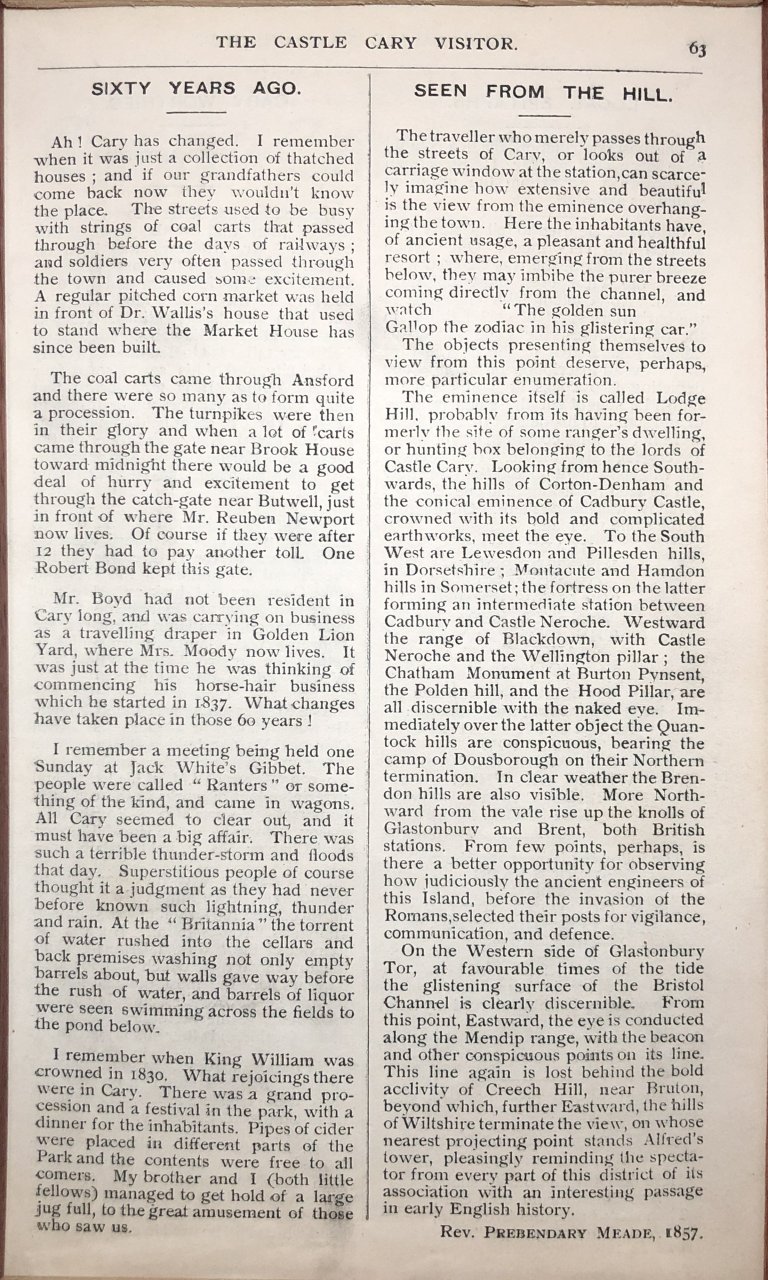 THE CASTLE CARY VISITOR.
63
SIXTY YEARS AGO.
Ah! Cary has changed. I remember
when it was just a collection of thatched
houses; and if our grandfathers could
come back now they wouldn't know
the place. The streets used to be busy
with strings of coal carts that passed
through before the days of railways;
and soldiers very often passed through
the town and caused some excitement.
A regular pitched corn market was held
in front of Dr. Wallis's house that used
to stand where the Market House has
since been built.
The coal carts came through Ansford
and there were so many as to form quite
a procession. The turnpikes were then
in their glory and when a lot of carts
came through the gate near Brook House
toward midnight there would be a good
deal of hurry and excitement to get
through the catch-gate near Butwell, just
in front of where Mr. Reuben Newport
now lives. Of course if they were after
12 they had to pay another toll. One
Robert Bond kept this gate.
Mr. Boyd had not been resident in
Cary long, and was carrying on business
as a travelling draper in Golden Lion
Yard, where Mrs. Moody now lives. It
was just at the time he was thinking of
commencing his horse-hair business
which he started in 1837. What changes
have taken place in those 60 years!
I remember a meeting being held one
Sunday at Jack White's Gibbet. The
people were called "Ranters" or some-
thing of the kind, and came in wagons.
All Cary seemed to clear out, and it
must have been a big affair. There was
such a terrible thunder-storm and floods
that day. Superstitious people of course
thought it a judgment as they had never
before known such lightning, thunder
and rain. At the "Britannia" the torrent
of water rushed into the cellars and
back premises washing not only empty
barrels about, but walls gave way before
the rush of water, and barrels of liquor
were seen swimming across the fields to
the pond below.
I remember when King William was
crowned in 1830. What rejoicings there
were in Cary. There was a grand pro-
cession and a festival in the park, with a
dinner for the inhabitants. Pipes of cider
were placed in different parts of the
Park and the contents were free to all
comers. My brother and I (both little
fellows) managed to get hold of a large
jug full, to the great amusement of those
who saw us.
SEEN FROM THE HILL.
The traveller who merely passes through
the streets of Cary, or looks out of a
carriage window at the station, can scarce-
ly imagine how extensive and beautiful
is the view from the eminence overhang-
ing the town. Here the inhabitants have,
of ancient usage, a pleasant and healthful
resort; where, emerging from the streets
below, they may imbibe the purer breeze
coming directly from the channel, and
watch "The golden sun
Gallop the zodiac in his glistering car."
The objects presenting themselves to
view from this point deserve, perhaps,
more particular enumeration.
The eminence itself is called Lodge
Hill, probably from its having been for-
merly the site of some ranger's dwelling,
or hunting box belonging to the lords of
Castle Cary. Looking from hence South-
wards, the hills of Corton-Denham and
the conical eminence of Cadbury Castle,
crowned with its bold and complicated
earthworks, meet the eye. To the South
West are Lewesdon and Pillesden hills,
in Dorsetshire; Montacute and Hamdon
hills in Somerset; the fortress on the latter
forming an intermediate station between
Cadbury and Castle Neroche. Westward
the range of Blackdown, with Castle
Neroche and the Wellington pillar; the
Chatham Monument at Burton Pynsent,
the Polden hill, and the Hood Pillar, are
all discernible with the naked eye. Im-
mediately over the latter object the Quan-
tock hills are conspicuous, bearing the
camp of Dousborough on their Northern
termination. In clear weather the Bren-
don hills are also visible. More North-
ward from the vale rise up the knolls of
Glastonbury and Brent, both British
stations. From few points, perhaps, is
there a better opportunity for observing
how judiciously the ancient engineers of
this Island, before the invasion of the
Romans, selected their posts for vigilance,
communication, and defence.
On the Western side of Glastonbury
Tor, at favourable times of the tide
the glistening surface of the Bristol
Channel is clearly discernible. From
this point, Eastward, the eye is conducted
along the Mendip range, with the beacon
and other conspicuous points on its line.
This line again is lost behind the bold
acclivity of Creech Hill, near Bruton,
beyond which, further Eastward, the hills
of Wiltshire terminate the view, on whose
nearest projecting point stands Alfred's
tower, pleasingly reminding the specta-
tor from every part of this district of its
association with an interesting passage
in early English history.
Rev. PREBENDARY MEADE, 1857.